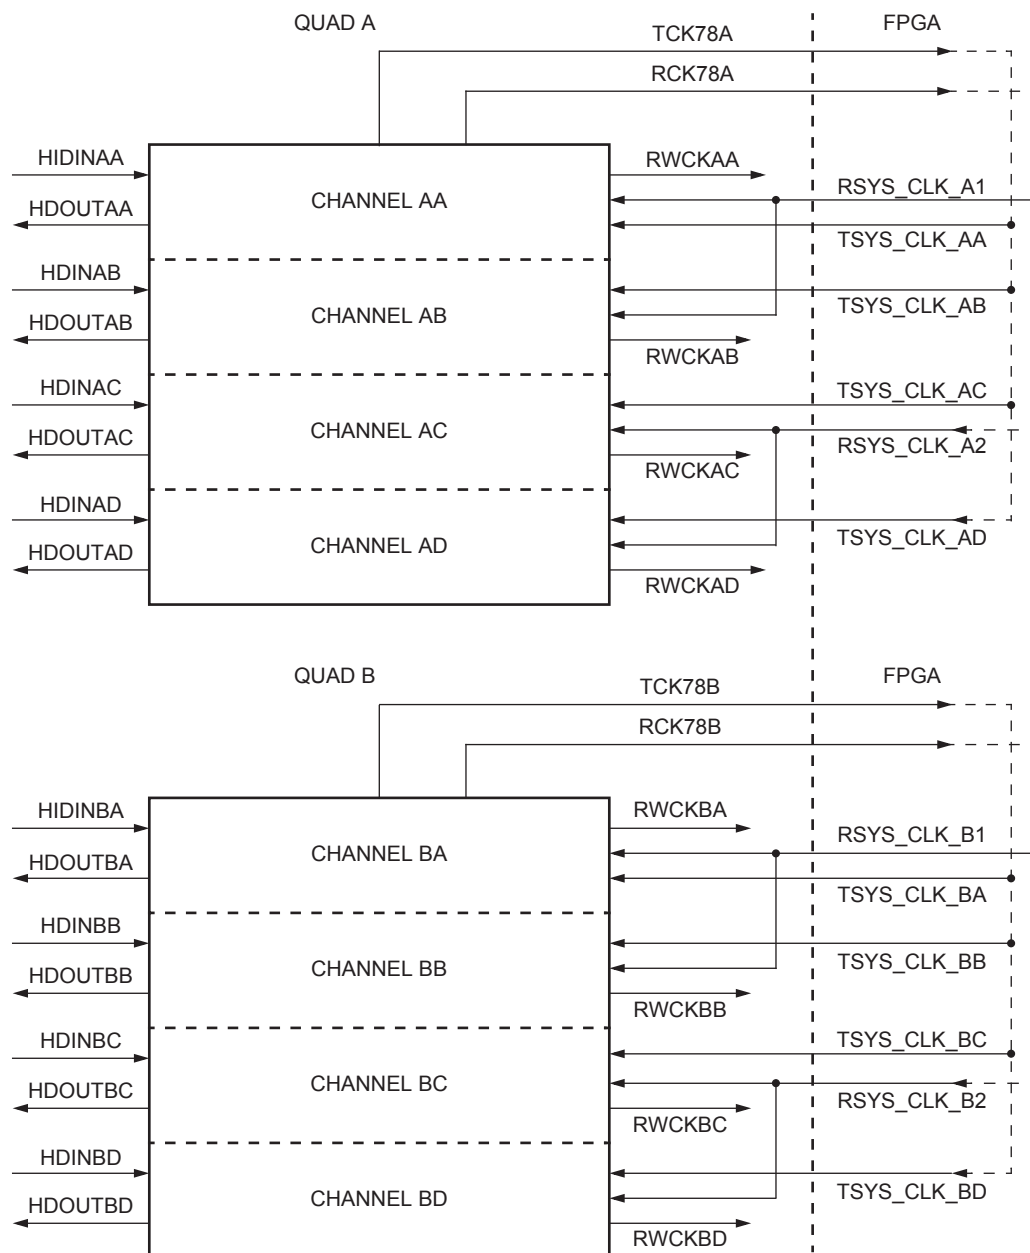 QUAD A
FPGA
TCK78A
RCK78A
HIDINAA
RWCKAA
CHANNEL AA
RSYS_CLK_A1
HDOUTAA
TSYS_CLK_AA
HDINAB
TSYS_CLK_AB
CHANNEL AB
HDOUTAB
RWCKAB
HDINAC
TSYS_CLK_AC
CHANNEL AC
HDOUTAC
RSYS_CLK_A2
RWCKAC
HDINAD
TSYS_CLK_AD
CHANNEL AD
HDOUTAD
RWCKAD
QUAD B
FPGA
TCK78B
RCK78B
HIDINBA
RWCKBA
CHANNEL BA
RSYS_CLK_B1
HDOUTBA
TSYS_CLK_BA
HDINBB
TSYS_CLK_BB
CHANNEL BB
HDOUTBB
RWCKBB
HDINBC
TSYS_CLK_BC
CHANNEL BC
HDOUTBC
RSYS_CLK_B2
RWCKBC
HDINBD
TSYS_CLK_BD
CHANNEL BD
HDOUTBD
RWCKBD